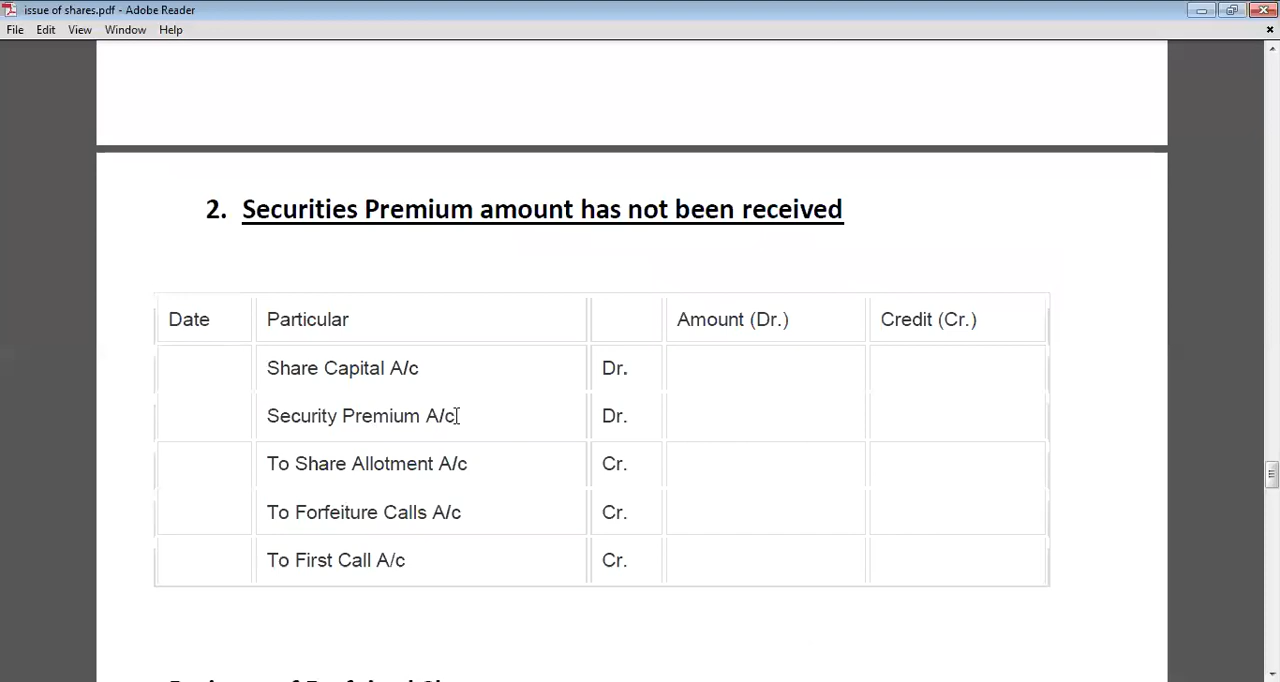 issue of shares.pdf - Adobe Reader
File Edit View Window Help
2. Securities Premium amount has not been received
Date Particular Amount (Dr.) Credit (Cr.)
Share Capital A/c Dr.
Security Premium A/c Dr.
To Share Allotment A/c Cr.
To Forfeiture Calls A/c Cr.
To First Call A/c Cr.